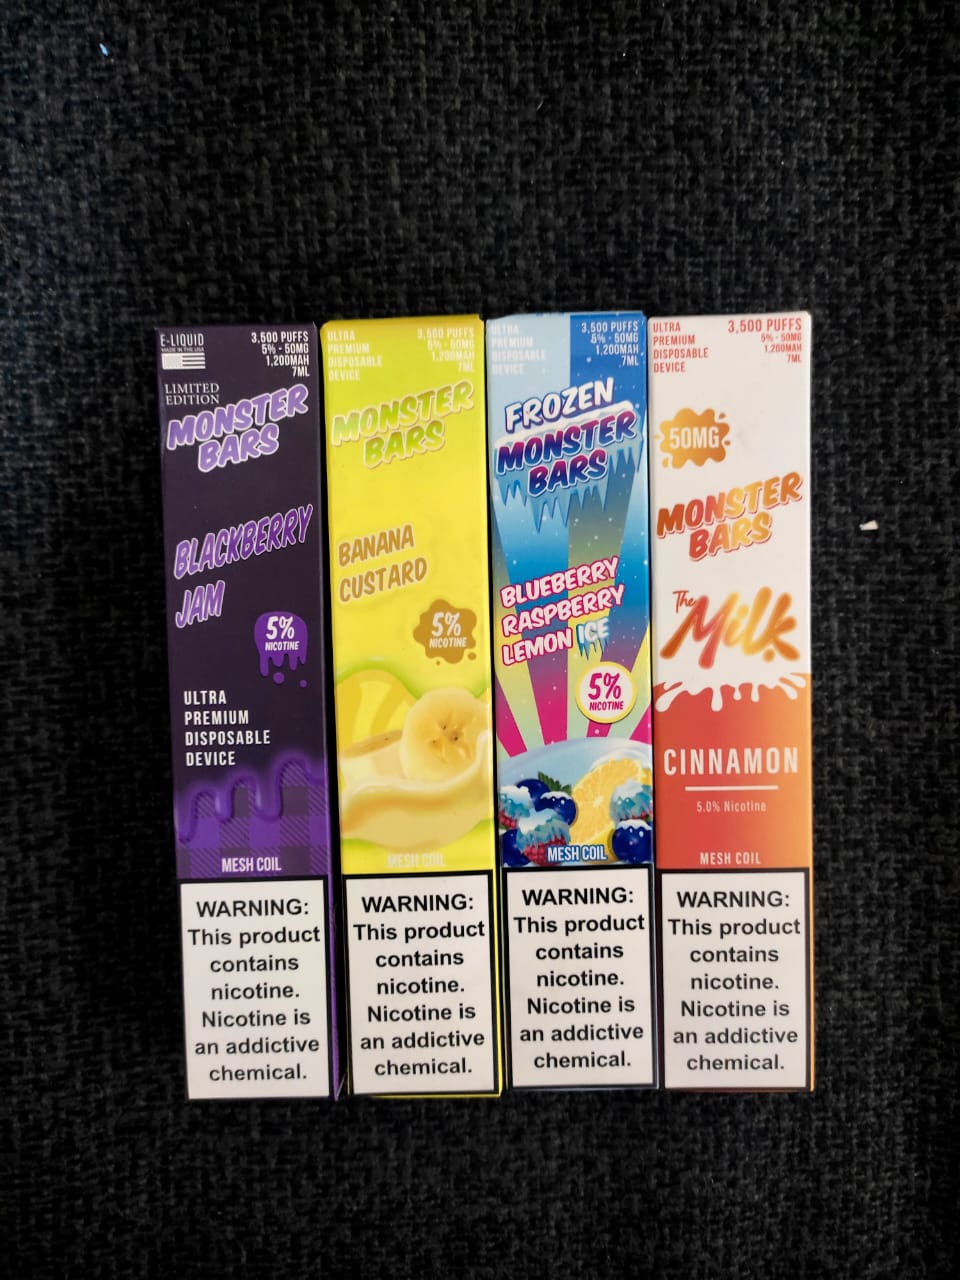 E-LIQUID
MADE IN THE USA
3,500 PUFFS
5% - 50MG
1,200MAH
7ML
LIMITED
EDITION
MONSTER
BARS
BLACKBERRY
JAM
5%
NICOTINE
ULTRA
PREMIUM
DISPOSABLE
DEVICE
MESH COIL
WARNING:
This product
contains
nicotine.
Nicotine is
an addictive
chemical.
ULTRA
PREMIUM
DISPOSABLE
DEVICE
3,500 PUFFS
5% - 50MG
1,200MAH
7ML
MONSTER
BARS
BANANA
CUSTARD
5%
NICOTINE
MESH COIL
WARNING:
This product
contains
nicotine.
Nicotine is
an addictive
chemical.
ULTRA
PREMIUM
DISPOSABLE
DEVICE
3,500 PUFFS
5% - 50MG
1,200MAH
7ML
FROZEN
MONSTER
BARS
BLUEBERRY
RASPBERRY
LEMON ICE
5%
NICOTINE
MESH COIL
WARNING:
This product
contains
nicotine.
Nicotine is
an addictive
chemical.
ULTRA
PREMIUM
DISPOSABLE
DEVICE
3,500 PUFFS
5% - 50MG
1,200MAH
7ML
50MG
MONSTER
BARS
The Milk
CINNAMON
5.0% Nicotine
MESH COIL
WARNING:
This product
contains
nicotine.
Nicotine is
an addictive
chemical.